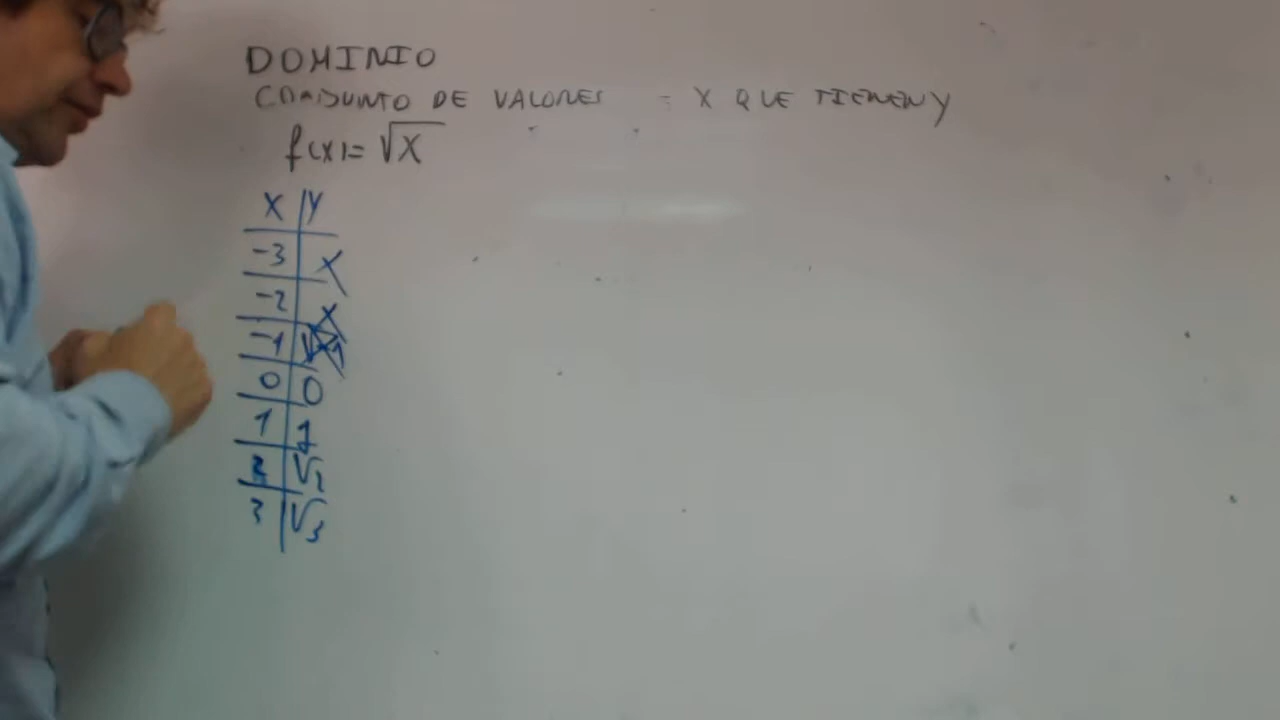 DOMINIO
CONJUNTO DE VALORES = X QUE TIENEN Y
f(x)= √X
X Y
-3 X
-2 X
-1
0 0
1 1
2 √2
3 √3